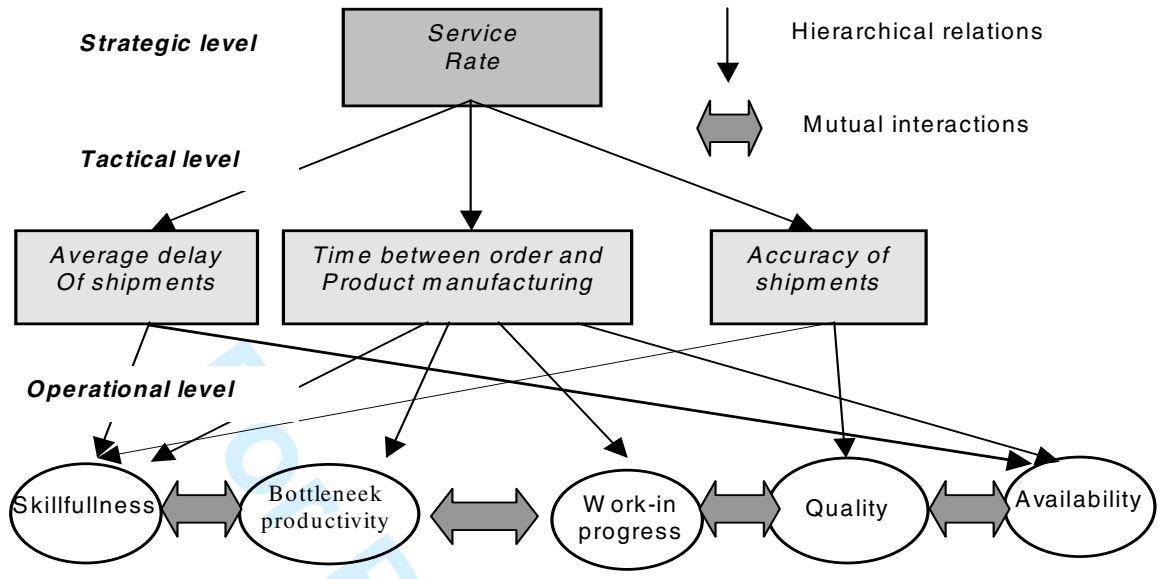 Strategic level
Service
Rate
Hierarchical relations
Mutual interactions
Tactical level
Average delay
Of shipments
Time between order and
Product manufacturing
Accuracy of
shipments
Operational level
Skillfullness
Bottleneek
productivity
Work-in
progress
Quality
Availability